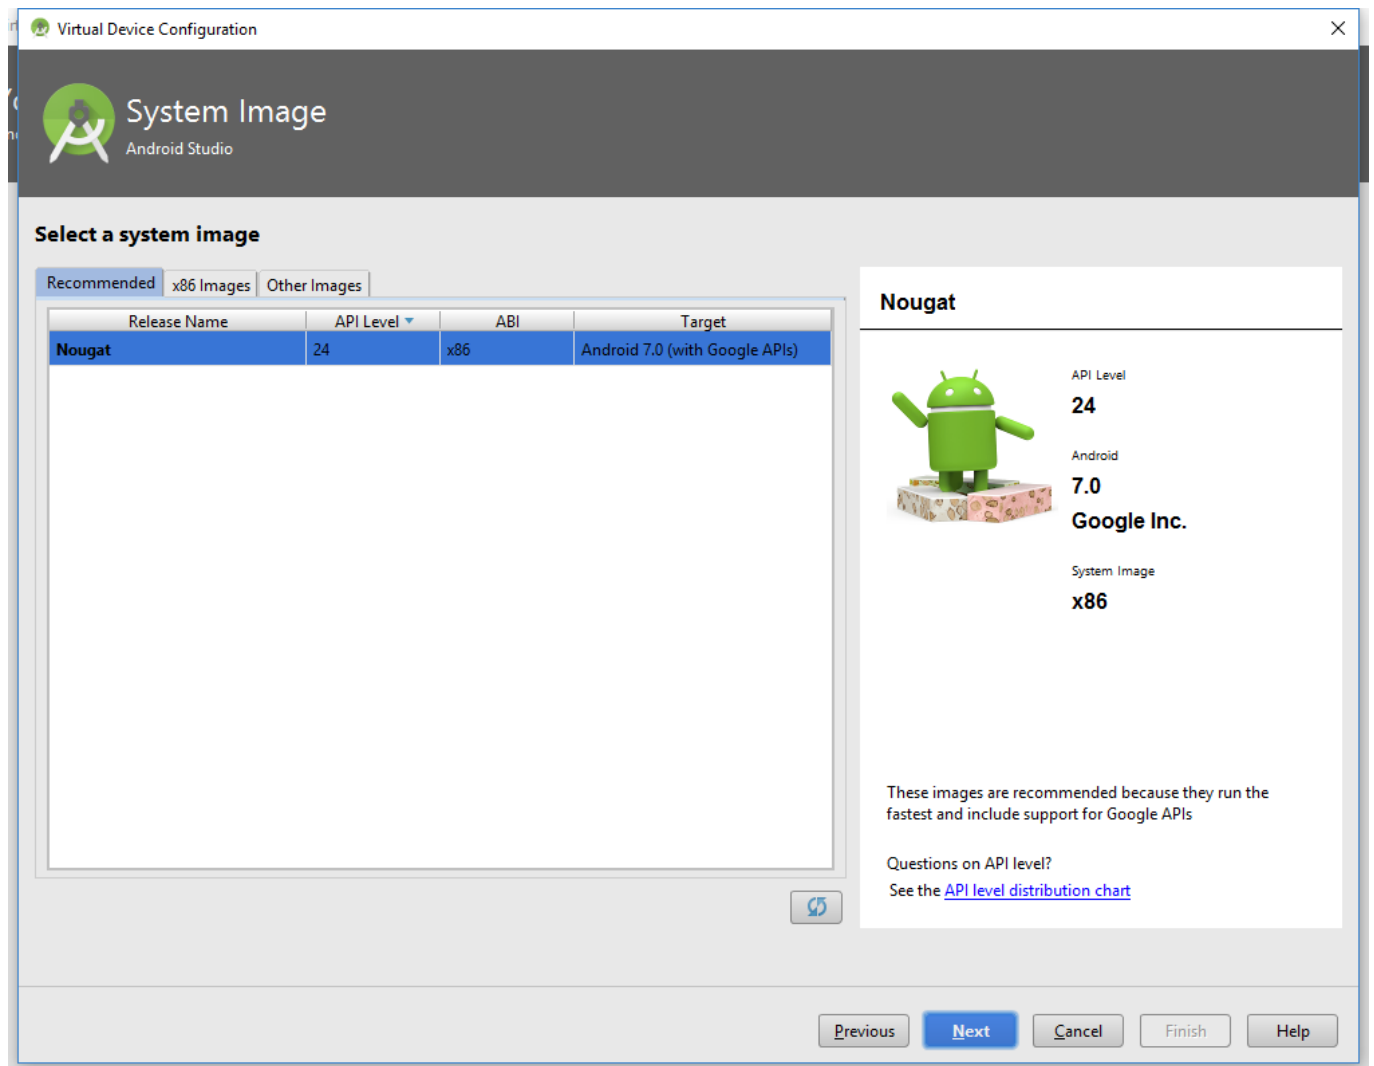 Virtual Device Configuration
System Image
Android Studio
Select a system image
Recommended x86 Images Other Images
Release Name API Level ABI Target
Nougat 24 x86 Android 7.0 (with Google APIs)
Nougat
API Level
24
Android
7.0
Google Inc.
System Image
x86
These images are recommended because they run the
fastest and include support for Google APIs
Questions on API level?
See the API level distribution chart
Previous Next Cancel Finish Help